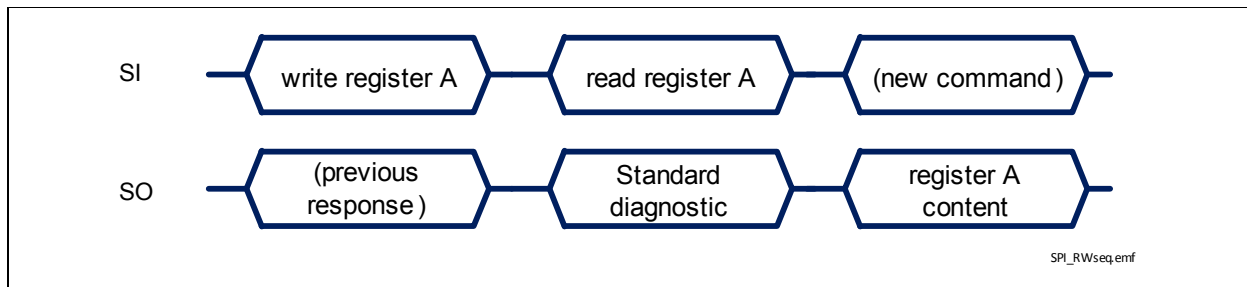 SI
write register A
read register A
(new command)
SO
(previous
response)
Standard
diagnostic
register A
content
SPI_RWseq.emf